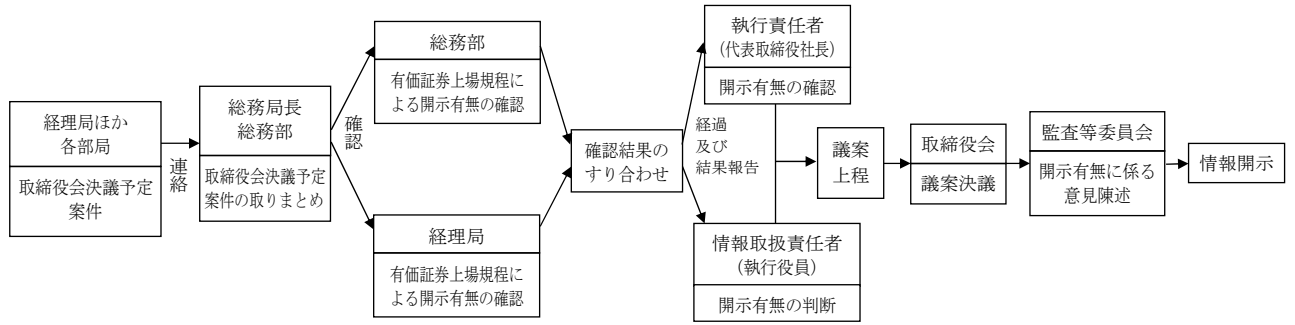 経理局ほか
各部局
取締役会決議予定
案件
連絡
総務局長
総務部
取締役会決議予定
案件の取りまとめ
確認
総務部
有価証券上場規程に
よる開示有無の確認
経理局
有価証券上場規程に
よる開示有無の確認
確認結果の
すり合わせ
経過
及び
結果報告
執行責任者
(代表取締役社長)
開示有無の確認
情報取扱責任者
(執行役員)
開示有無の判断
議案
上程
取締役会
議案決議
監査等委員会
開示有無に係る
意見陳述
情報開示